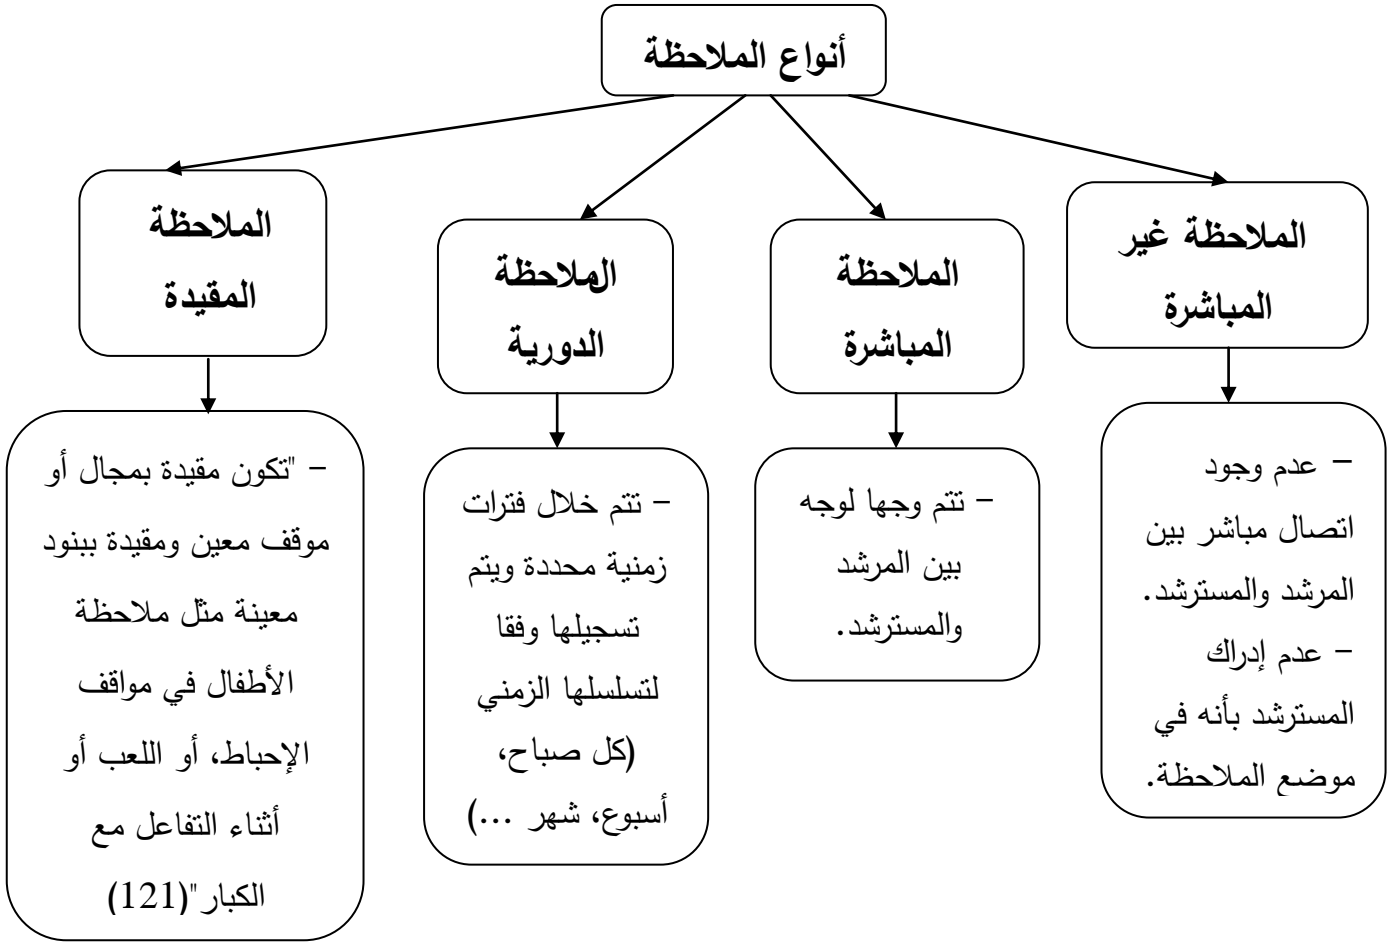 أنواع الملاحظة
الملاحظة غير
المباشرة
الملاحظة
المباشرة
الملاحظة
الدورية
الملاحظة
المقيدة
– عدم وجود
اتصال مباشر بين
المرشد والمسترشد.
– عدم إدراك
المسترشد بأنه في
موضع الملاحظة.
– تتم وجها لوجه
بين المرشد
والمسترشد.
– تتم خلال فترات
زمنية محددة ويتم
تسجيلها وفقا
لتسلسلها الزمني
(كل صباح،
أسبوع، شهر ...)
– "تكون مقيدة بمجال أو
موقف معين ومقيدة ببنود
معينة مثل ملاحظة
الأطفال في مواقف
الإحباط، أو اللعب أو
أثناء التفاعل مع
الكبار"(121)